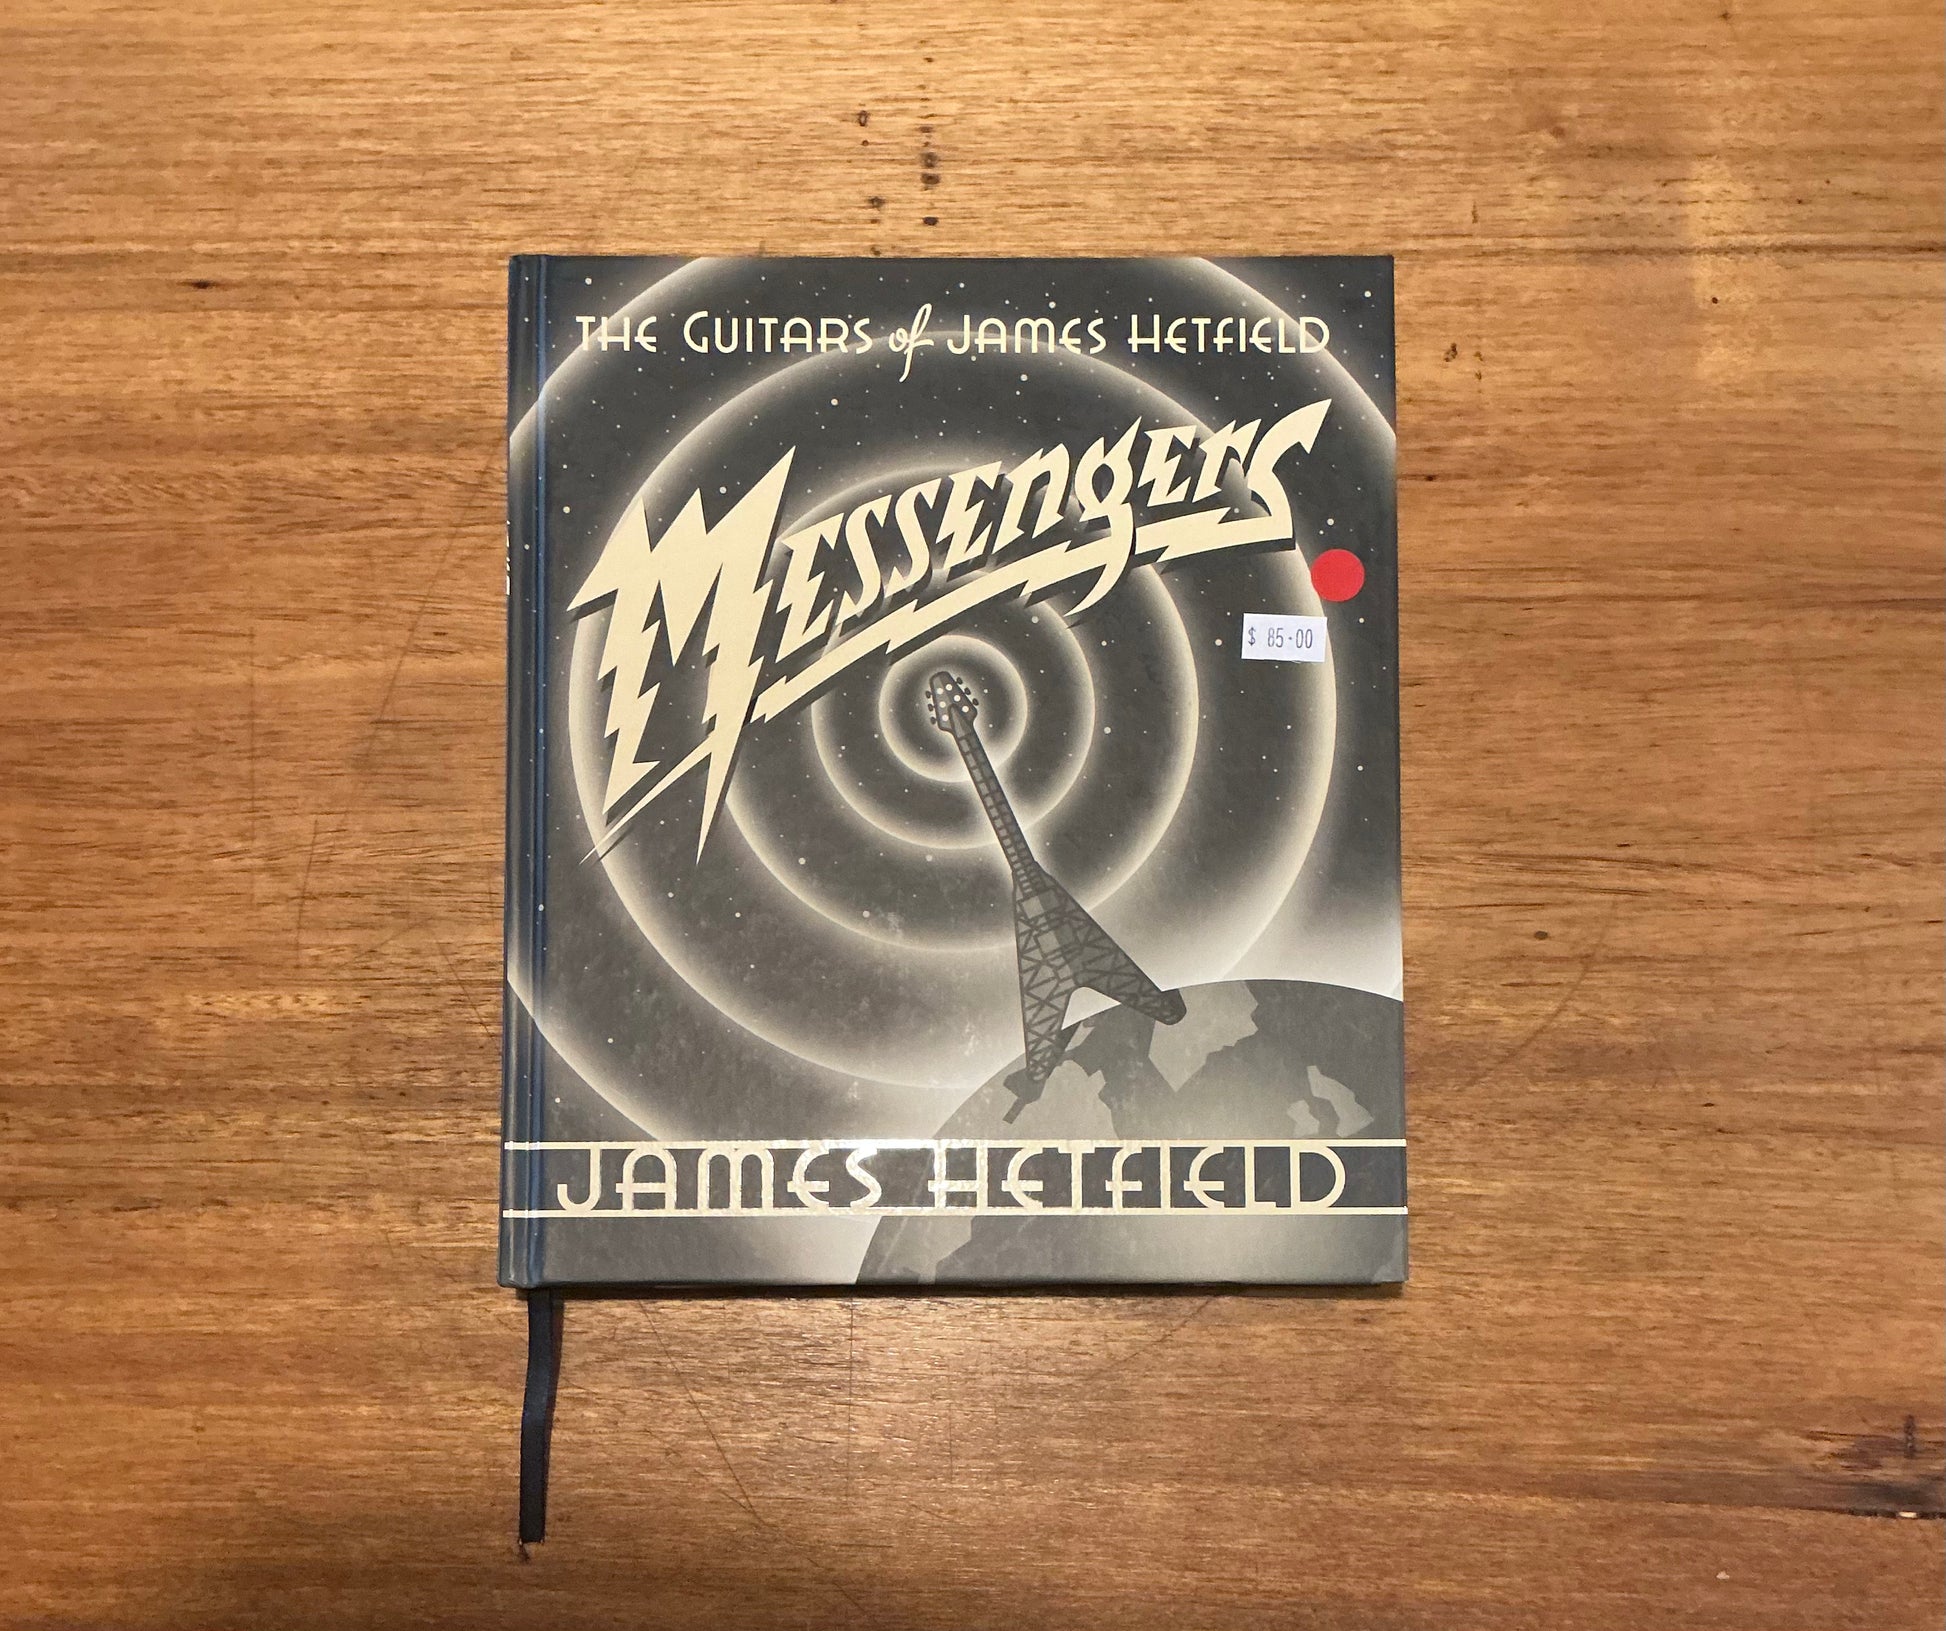 THE GUITARS of JAMES HETFIELD
MESSENGERS
$ 85-00
JAMES HETFIELD